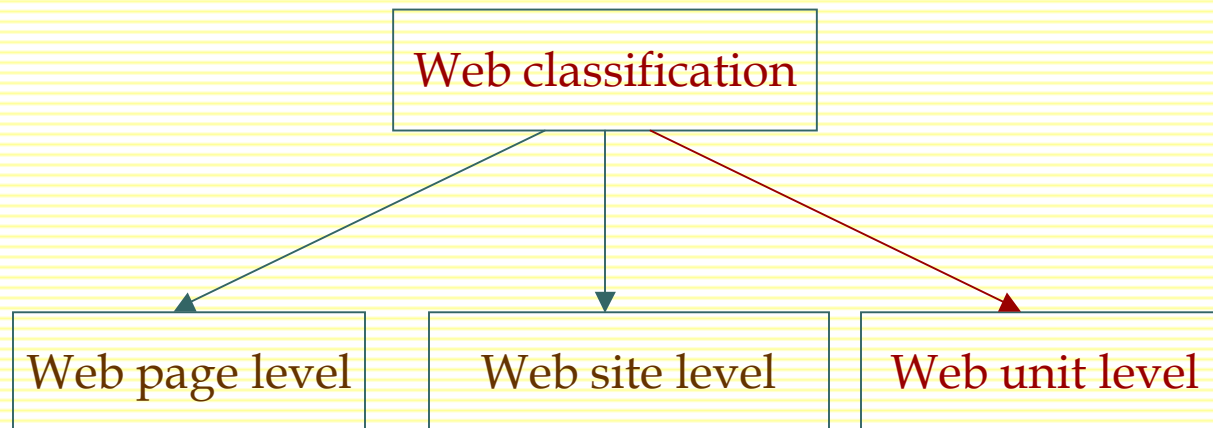 Web classification
Web page level
Web site level
Web unit level